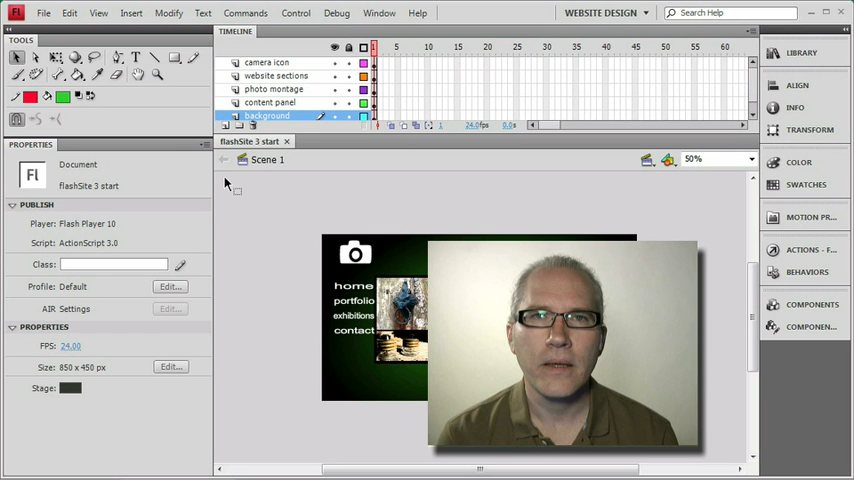 Fl File Edit View Insert Modify Text Commands Control Debug Window Help WEBSITE DESIGN Search Help
TOOLS
PROPERTIES
Fl Document
flashSite 3 start
PUBLISH
Player: Flash Player 10
Script: ActionScript 3.0
Class:
Profile: Default Edit...
AIR Settings Edit...
PROPERTIES
FPS: 24.00
Size: 850 x 450 px Edit...
Stage:
TIMELINE
1 5 10 15 20 25 30 35 40 45 50 55 60
camera icon
website sections
photo montage
content panel
background
1 24.0fps 0.0s
flashSite 3 start
Scene 1 50%
home
portfolio
exhibitions
contact
LIBRARY
ALIGN
INFO
TRANSFORM
COLOR
SWATCHES
MOTION PR...
ACTIONS - F...
BEHAVIORS
COMPONENTS
COMPONEN...